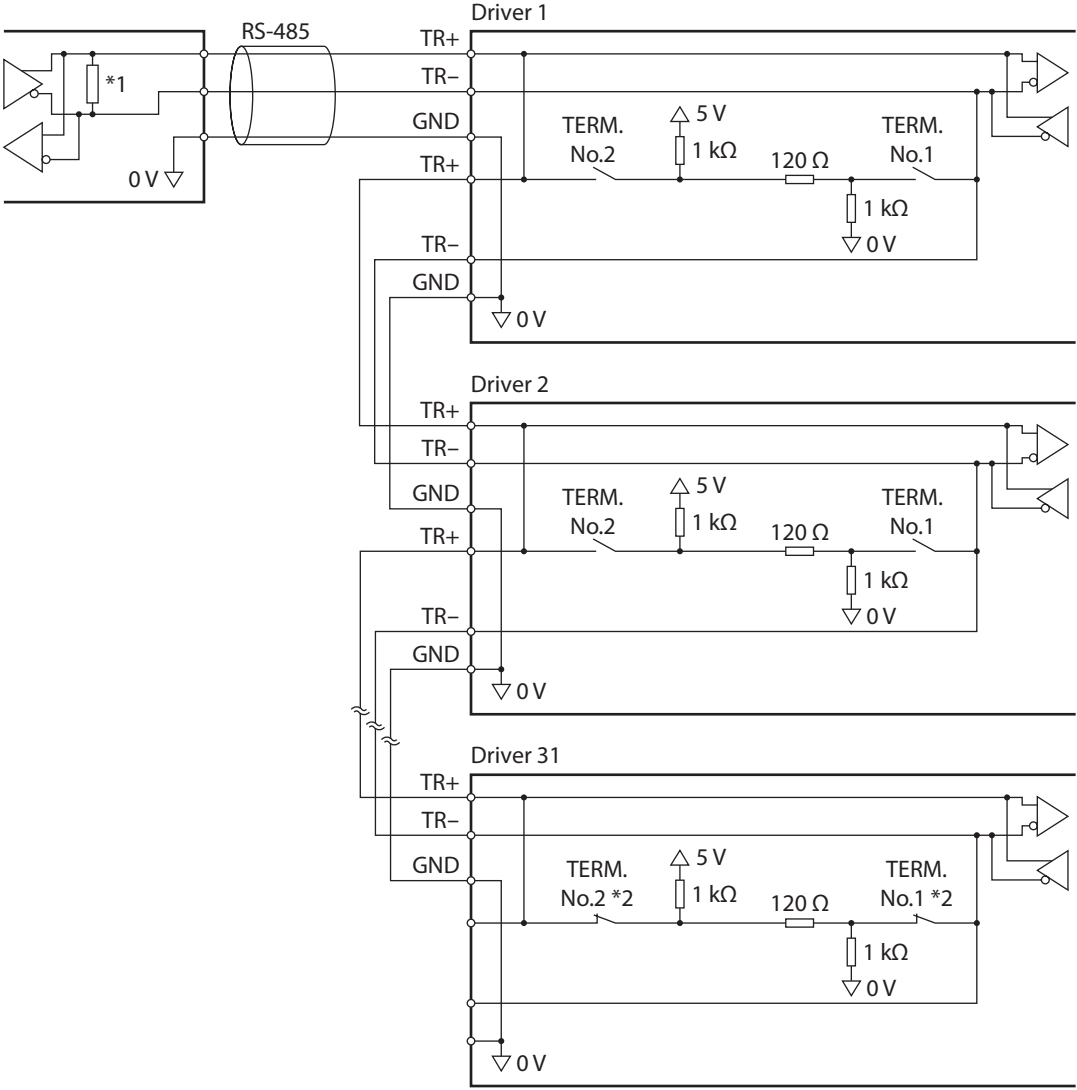 Driver 1
RS-485
TR+
*1
TR–
GND
5 V
TERM.
No.2
1 kΩ
120 Ω
TERM.
No.1
TR+
0 V
1 kΩ
0 V
TR–
GND
0 V
Driver 2
TR+
TR–
GND
5 V
TERM.
No.2
1 kΩ
120 Ω
TERM.
No.1
TR+
1 kΩ
0 V
TR–
GND
0 V
Driver 31
TR+
TR–
GND
5 V
TERM.
No.2 *2
1 kΩ
120 Ω
TERM.
No.1 *2
1 kΩ
0 V
0 V